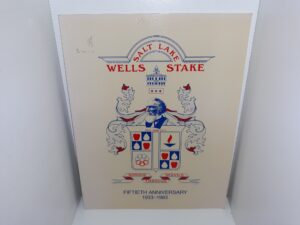 SALT LAKE
WELLS STAKE
FIFTIETH ANNIVERSARY
1933-1983